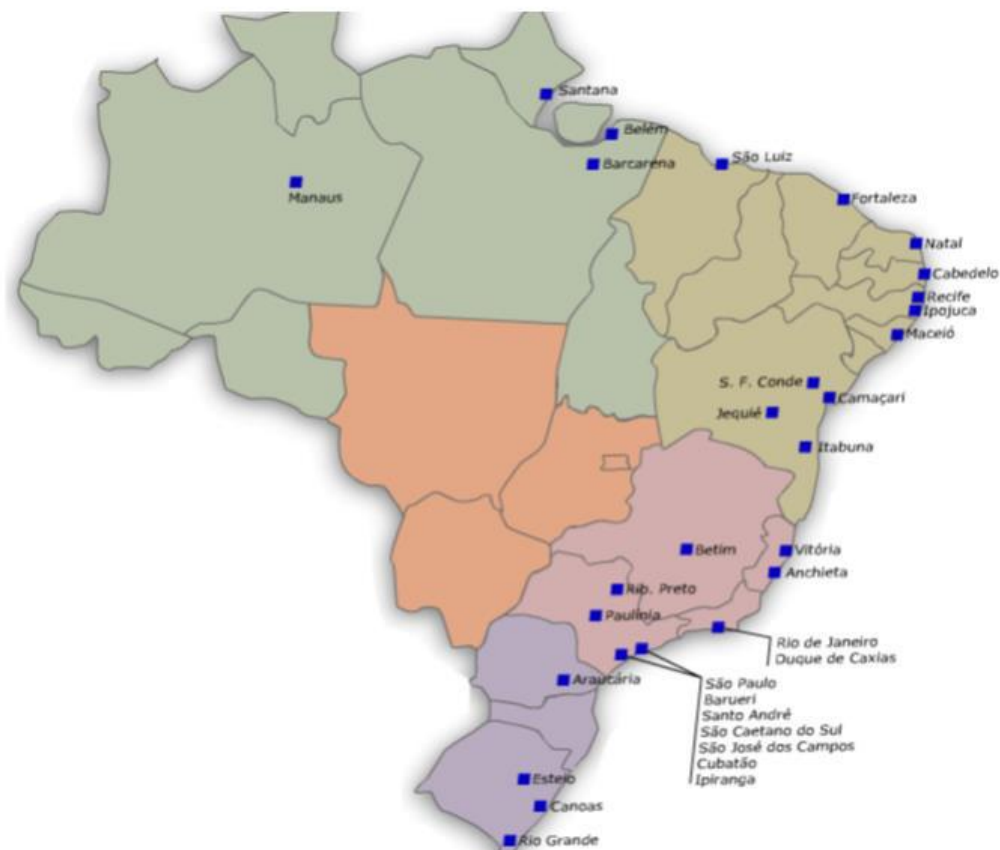 Santana
Belém
Barcarena
São Luiz
Manaus
Fortaleza
Natal
Cabedelo
Recife
Ipojuca
Maceió
S. F. Conde
Camaçari
Jequié
Itabuna
Betim
Vitória
Anchieta
Rib. Preto
Paulínia
Rio de Janeiro
Duque de Caxias
Arautária
São Paulo
Barueri
Santo André
São Caetano do Sul
São José dos Campos
Cubatão
Ipiranga
Esteio
Canoas
Rio Grande